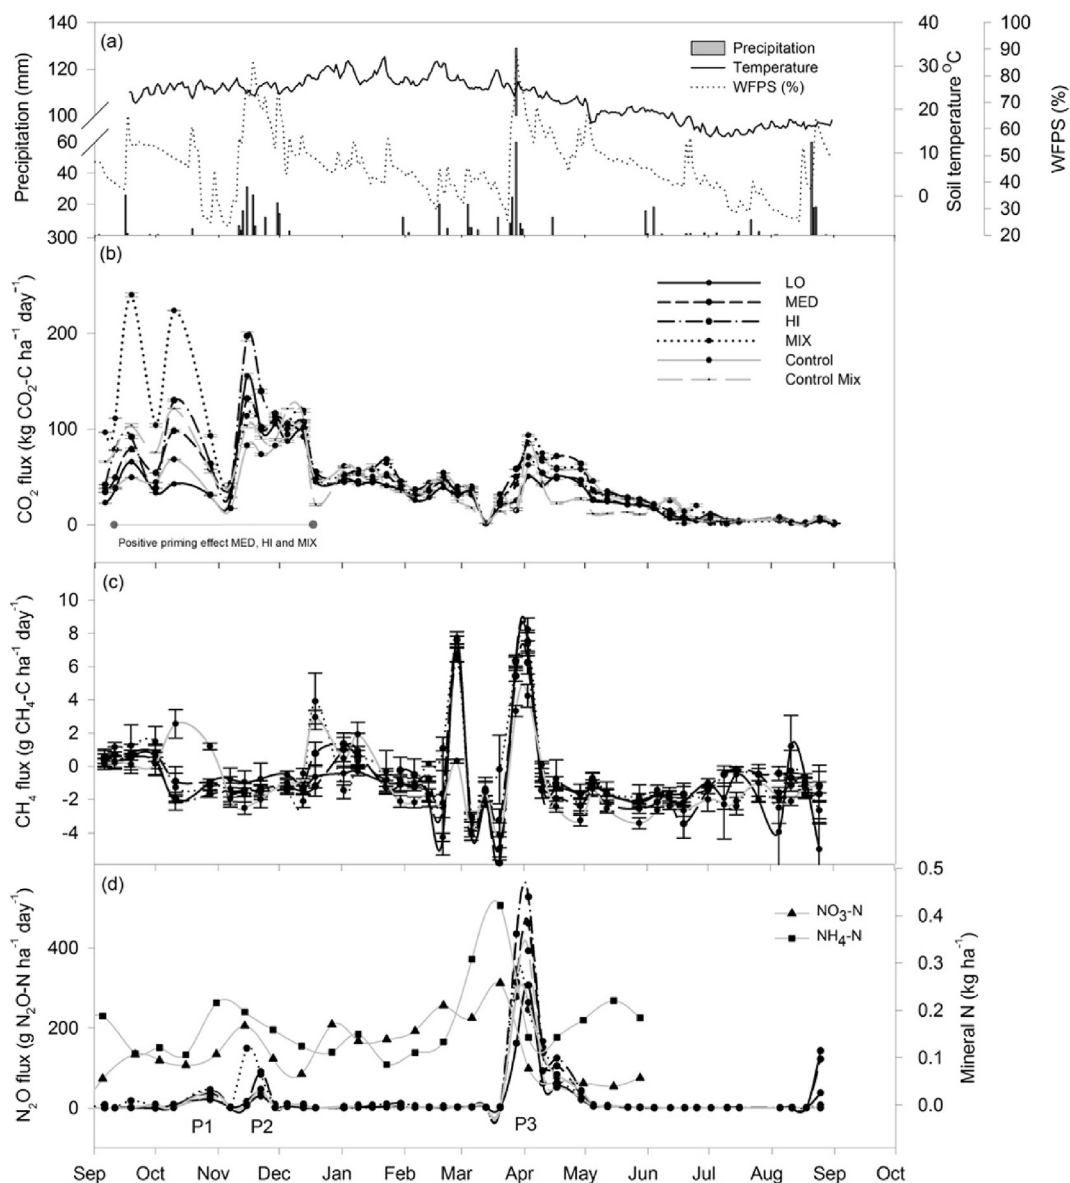 140
120
100
60
40
20
300
Precipitation (mm)
(a)
Precipitation
Temperature
WFPS (%)
40
30
20
10
0
Soil temperature °C
100
90
80
70
60
50
40
30
20
WFPS (%)
(b)
200
100
0
CO₂ flux (kg CO₂-C ha⁻¹ day⁻¹)
LO
MED
HI
MIX
Control
Control Mix
Positive priming effect MED, HI and MIX
(c)
10
8
6
4
2
0
-2
-4
CH₄ flux (g CH₄-C ha⁻¹ day⁻¹)
(d)
400
200
0
N₂O flux (g N₂O-N ha⁻¹ day⁻¹)
NO₃-N
NH₄-N
0.5
0.4
0.3
0.2
0.1
0.0
Mineral N (kg ha⁻¹)
P1 P2 P3
Sep Oct Nov Dec Jan Feb Mar Apr May Jun Jul Aug Sep Oct